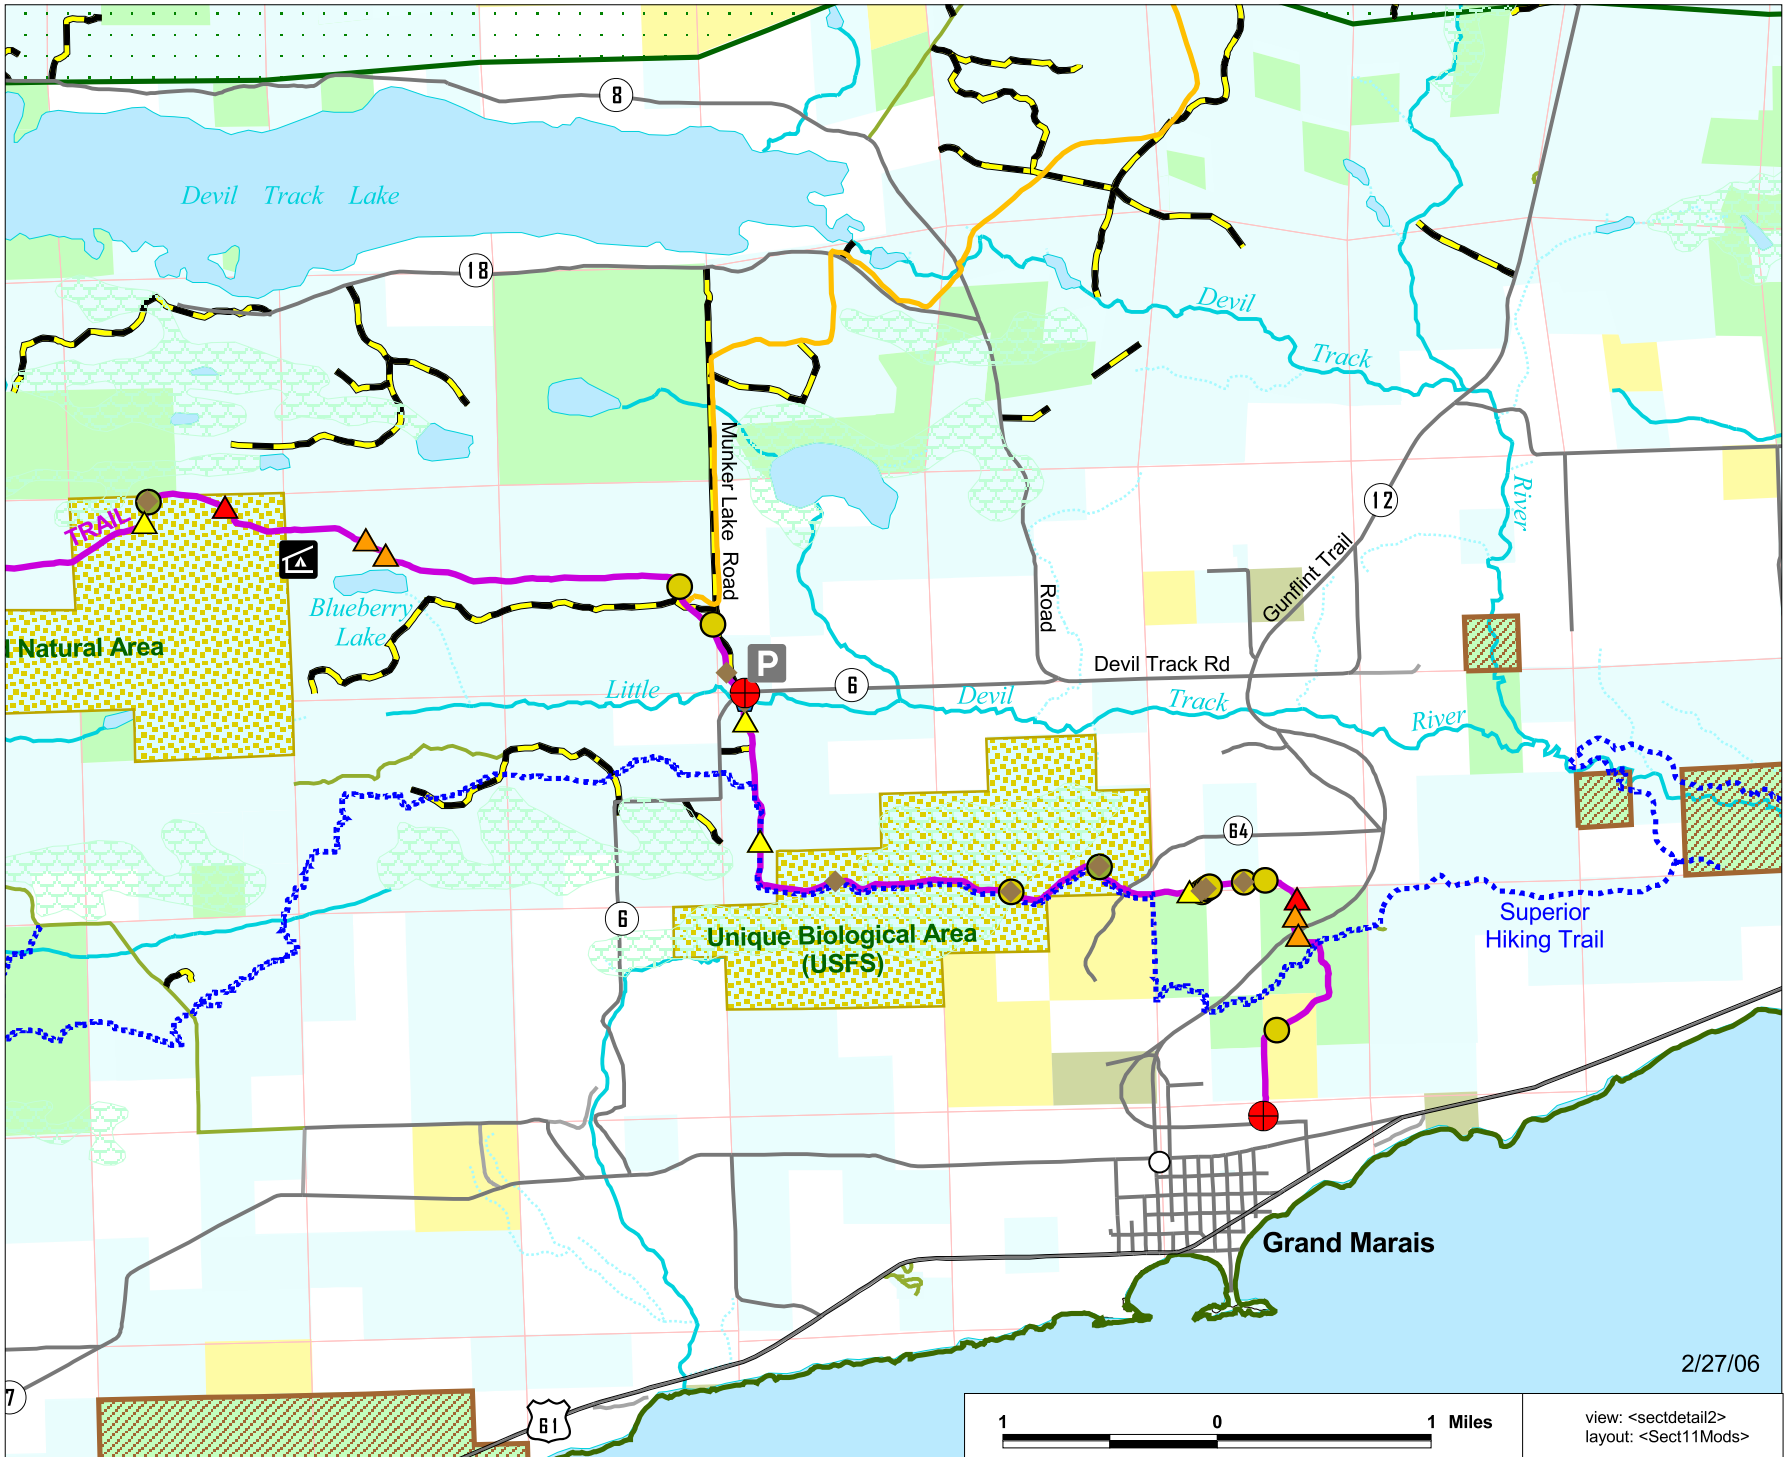 8
Devil Track Lake
18
Devil
Track
Munker Lake Road
12
River
TRAIL
Gunflint Trail
Blueberry
Lake
Road
l Natural Area
Devil Track Rd
P
6
Little
Devil
Track
River
64
6
Unique Biological Area
(USFS)
Superior
Hiking Trail
Grand Marais
2/27/06
7
61
1 0 1 Miles
view: <sectdetail2>
layout: <Sect11Mods>